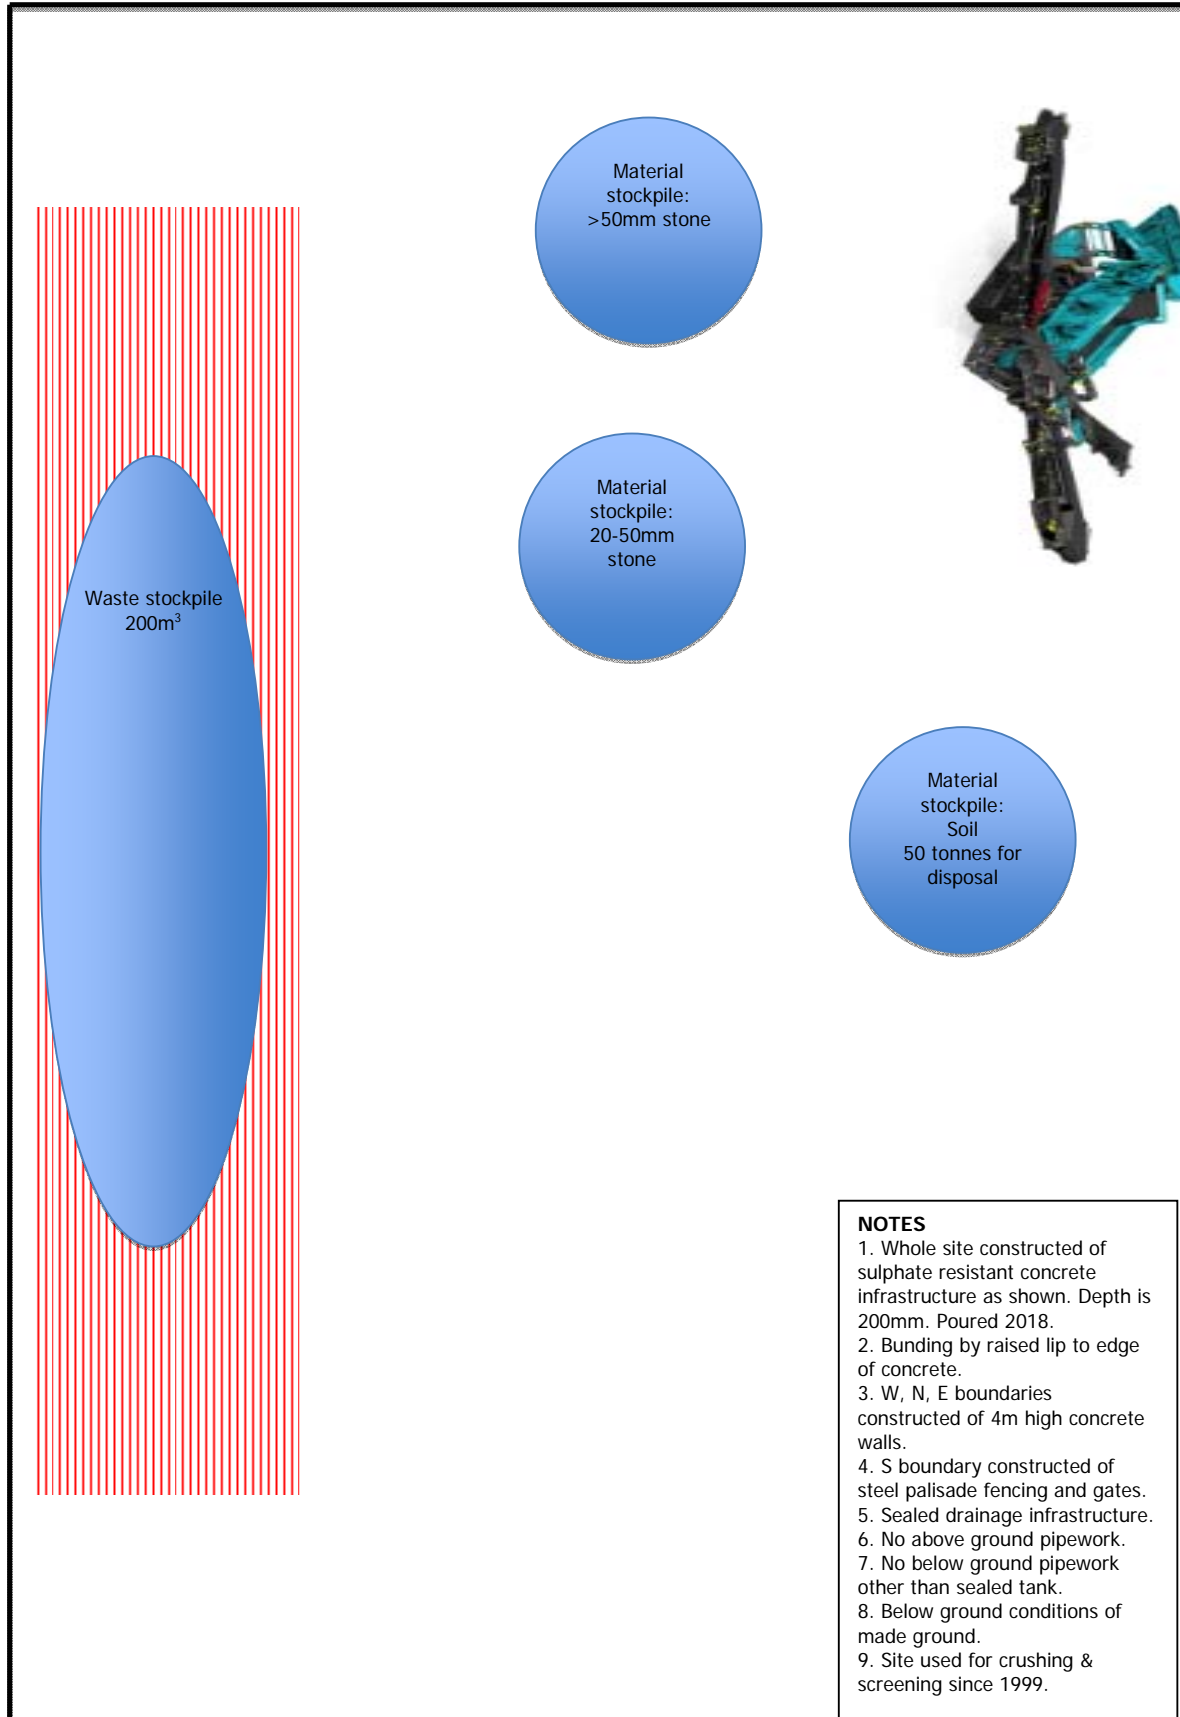 Material
stockpile:
>50mm stone
Material
stockpile:
20-50mm
stone
Waste stockpile
200m³
Material
stockpile:
Soil
50 tonnes for
disposal
NOTES
1. Whole site constructed of
sulphate resistant concrete
infrastructure as shown. Depth is
200mm. Poured 2018.
2. Bunding by raised lip to edge
of concrete.
3. W, N, E boundaries
constructed of 4m high concrete
walls.
4. S boundary constructed of
steel palisade fencing and gates.
5. Sealed drainage infrastructure.
6. No above ground pipework.
7. No below ground pipework
other than sealed tank.
8. Below ground conditions of
made ground.
9. Site used for crushing &
screening since 1999.